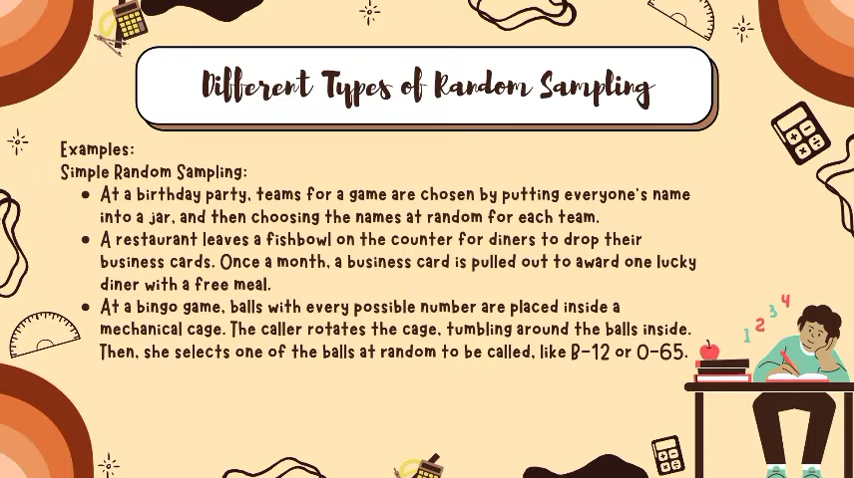 Different Types of Random Sampling
Examples:
Simple Random Sampling:
• At a birthday party, teams for a game are chosen by putting everyone's name
into a jar, and then choosing the names at random for each team.
• A restaurant leaves a fishbowl on the counter for diners to drop their
business cards. Once a month, a business card is pulled out to award one lucky
diner with a free meal.
• At a bingo game, balls with every possible number are placed inside a
mechanical cage. The caller rotates the cage, tumbling around the balls inside.
Then, she selects one of the balls at random to be called, like B-12 or O-65.
1 2 3 4